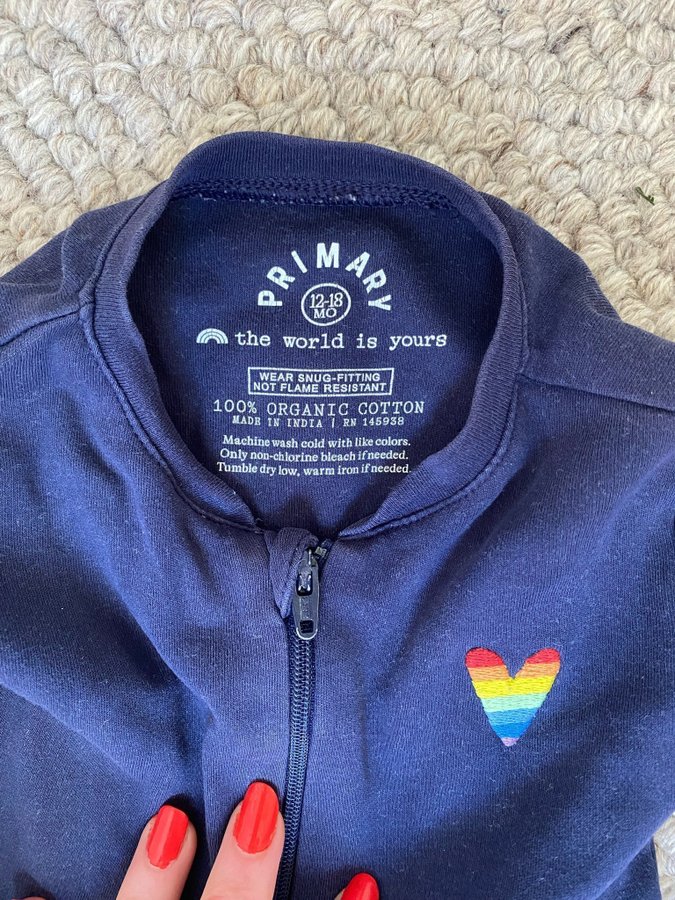 PRIMARY
12-18
MO
the world is yours
WEAR SNUG-FITTING
NOT FLAME RESISTANT
100% ORGANIC COTTON
MADE IN INDIA | RN 145938
Machine wash cold with like colors.
Only non-chlorine bleach if needed.
Tumble dry low, warm iron if needed.